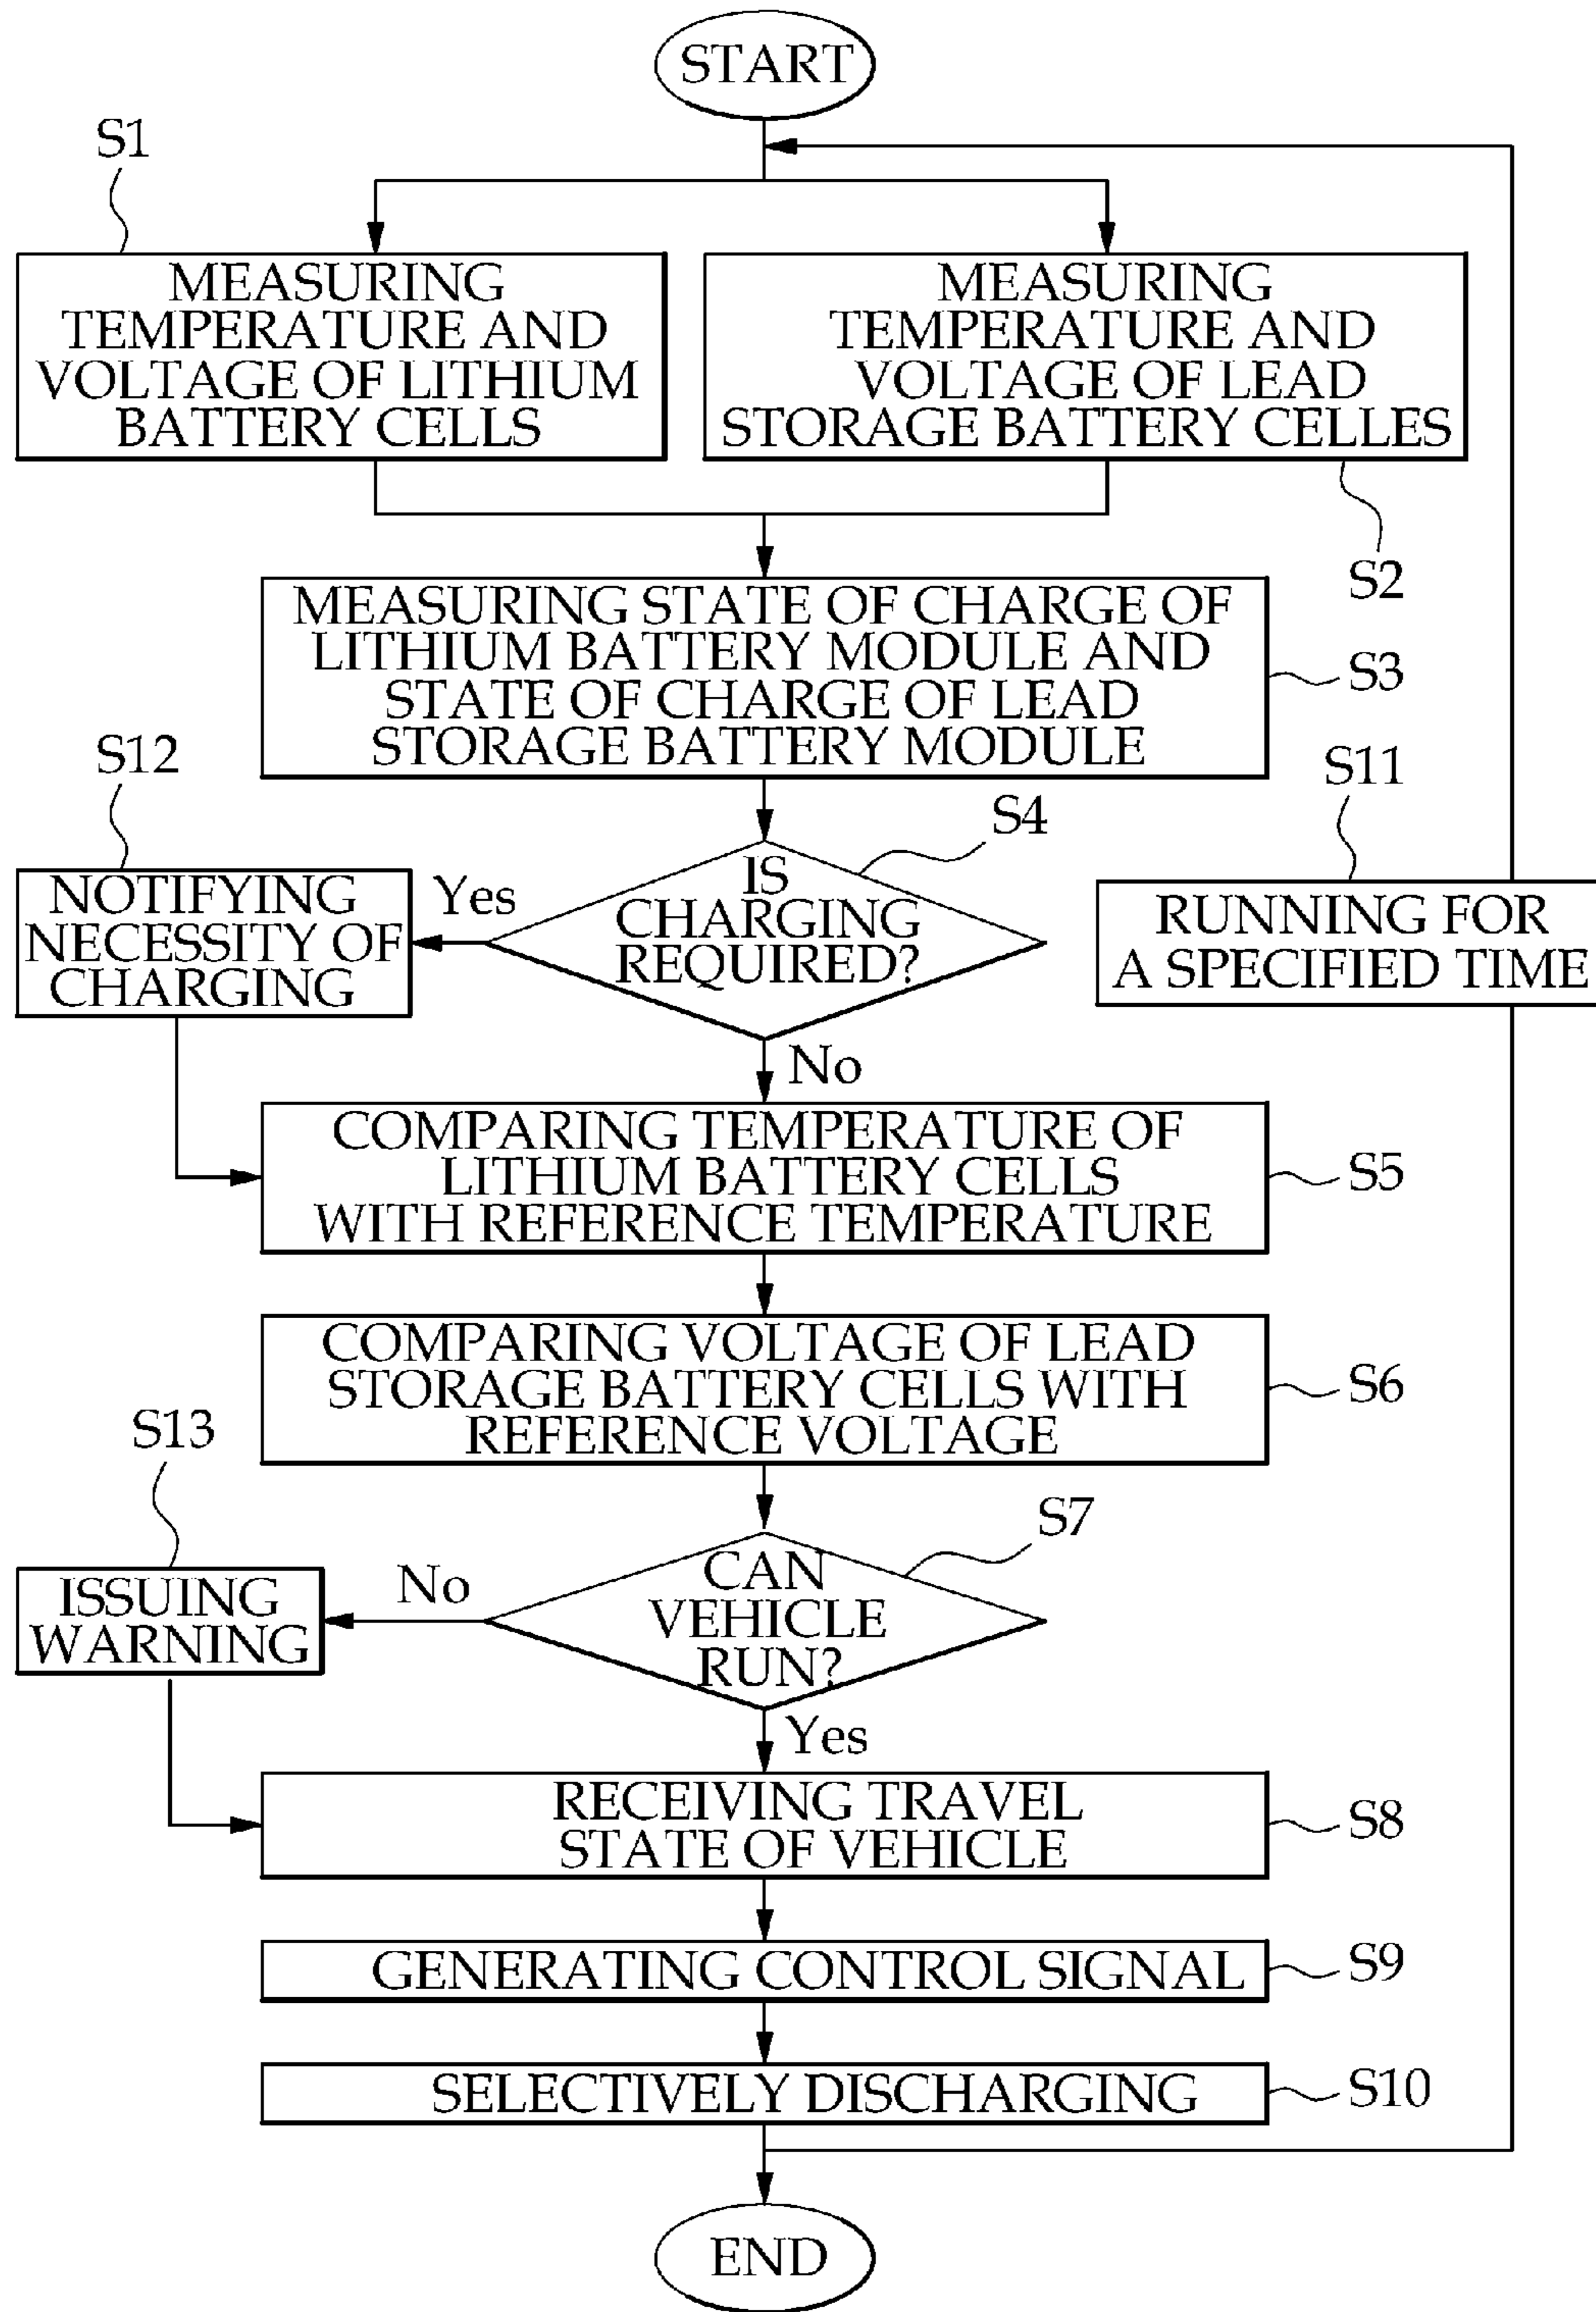 START
S1
MEASURING
TEMPERATURE AND
VOLTAGE OF LITHIUM
BATTERY CELLS
MEASURING
TEMPERATURE AND
VOLTAGE OF LEAD
STORAGE BATTERY CELLES
S2
MEASURING STATE OF CHARGE OF
LITHIUM BATTERY MODULE AND
STATE OF CHARGE OF LEAD
STORAGE BATTERY MODULE
S3
S12
S11
S4
NOTIFYING
NECESSITY OF
CHARGING
Yes
IS
CHARGING
REQUIRED?
RUNNING FOR
A SPECIFIED TIME
No
COMPARING TEMPERATURE OF
LITHIUM BATTERY CELLS
WITH REFERENCE TEMPERATURE
S5
COMPARING VOLTAGE OF LEAD
STORAGE BATTERY CELLS WITH
REFERENCE VOLTAGE
S6
S13
S7
ISSUING
WARNING
No
CAN
VEHICLE
RUN?
Yes
RECEIVING TRAVEL
STATE OF VEHICLE
S8
GENERATING CONTROL SIGNAL
S9
SELECTIVELY DISCHARGING
S10
END